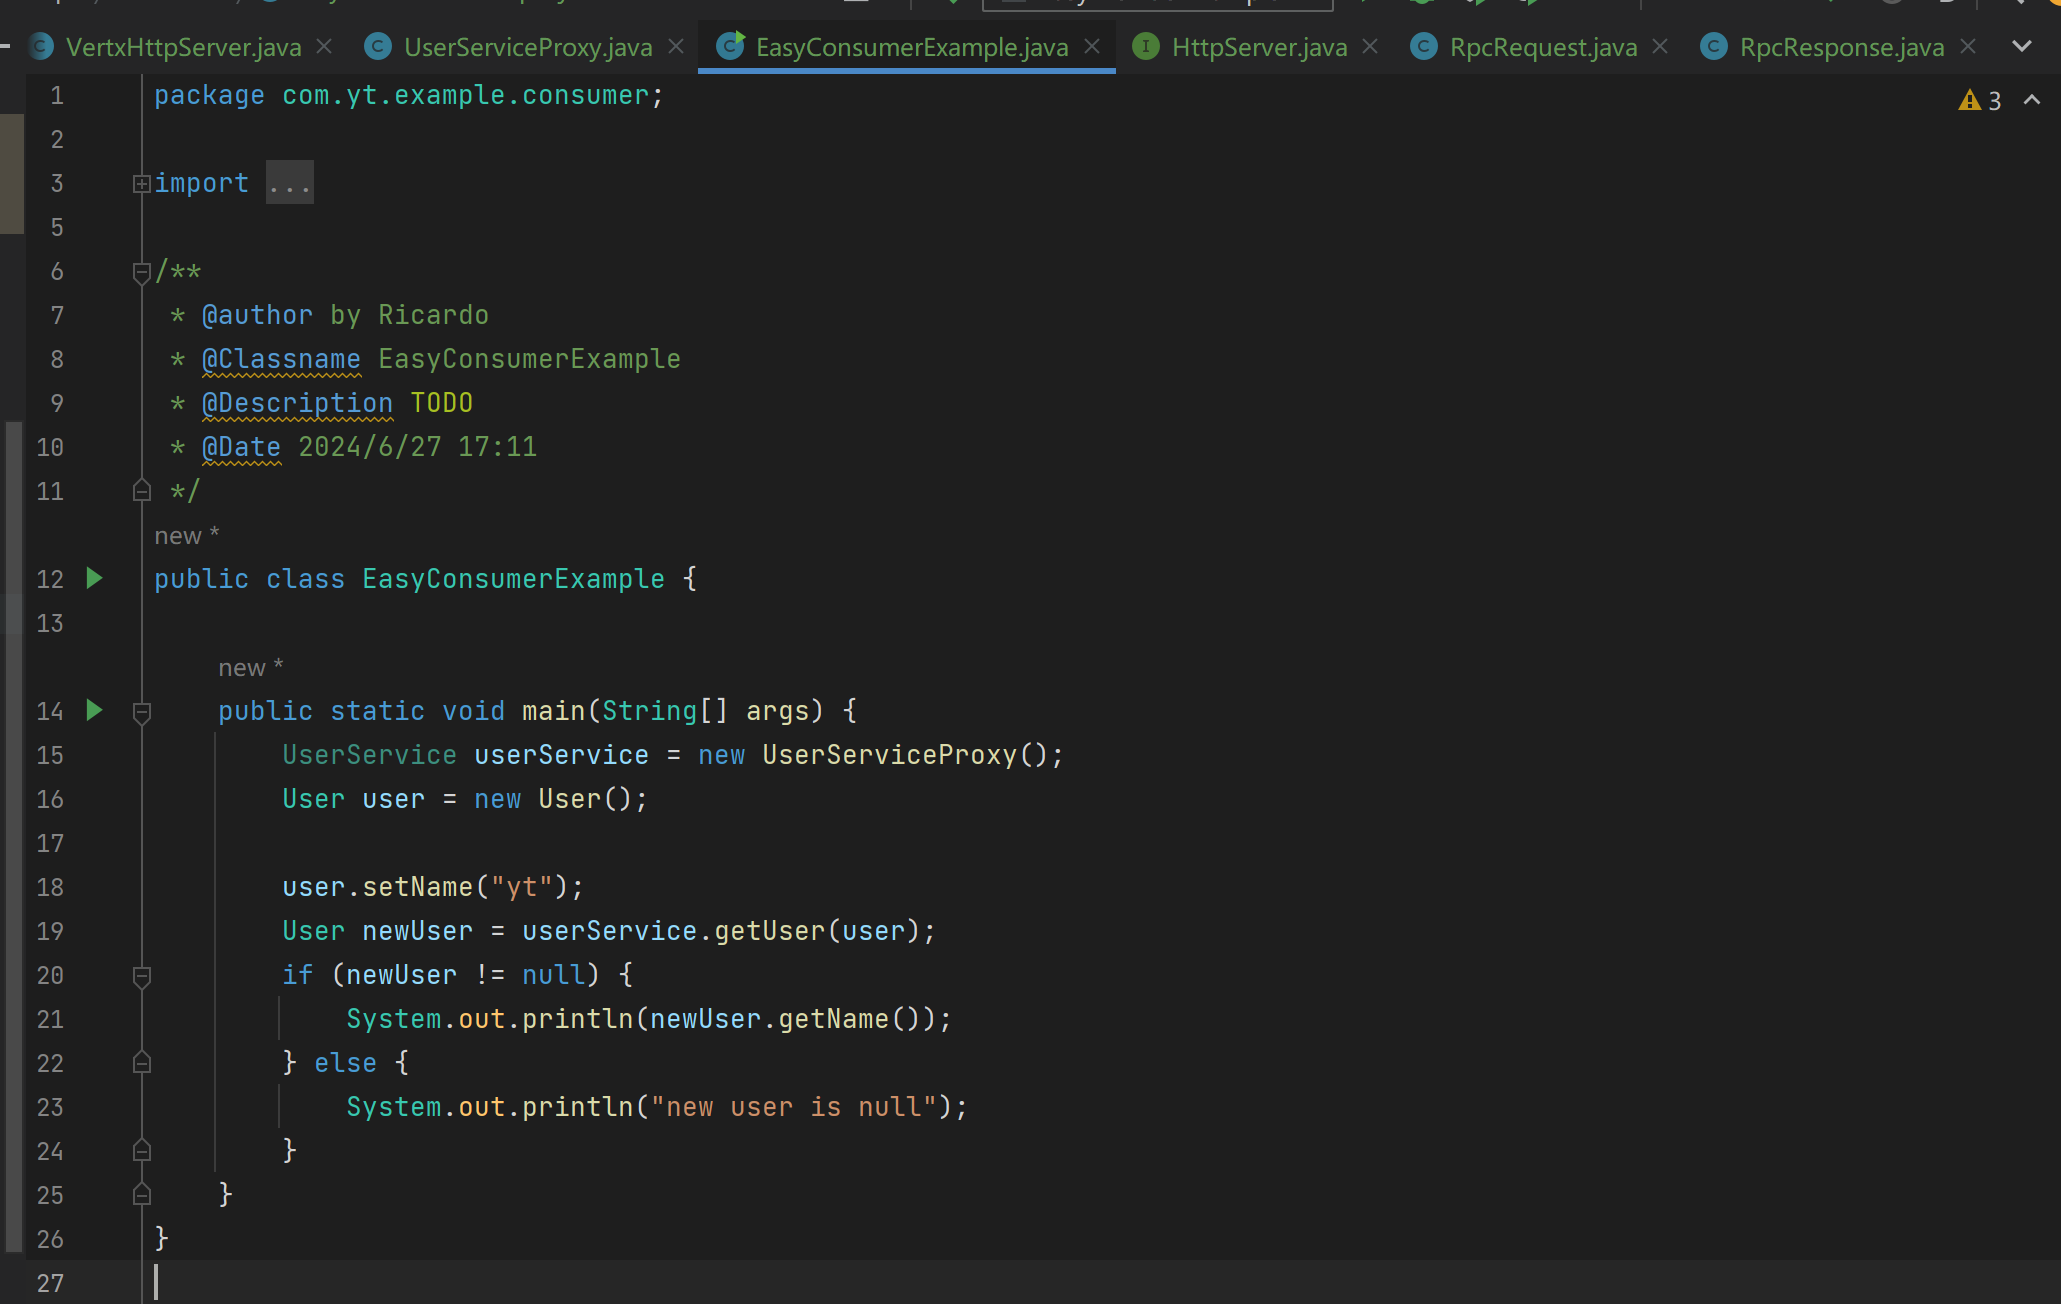 VertxHttpServer.java UserServiceProxy.java EasyConsumerExample.java HttpServer.java RpcRequest.java RpcResponse.java
1 package com.yt.example.consumer;
3
2
3 import ...
5
6 /**
7 * @author by Ricardo
8 * @Classname EasyConsumerExample
9 * @Description TODO
10 * @Date 2024/6/27 17:11
11 */
new *
12 public class EasyConsumerExample {
13
new *
14 public static void main(String[] args) {
15 UserService userService = new UserServiceProxy();
16 User user = new User();
17
18 user.setName("yt");
19 User newUser = userService.getUser(user);
20 if (newUser != null) {
21 System.out.println(newUser.getName());
22 } else {
23 System.out.println("new user is null");
24 }
25 }
26 }
27